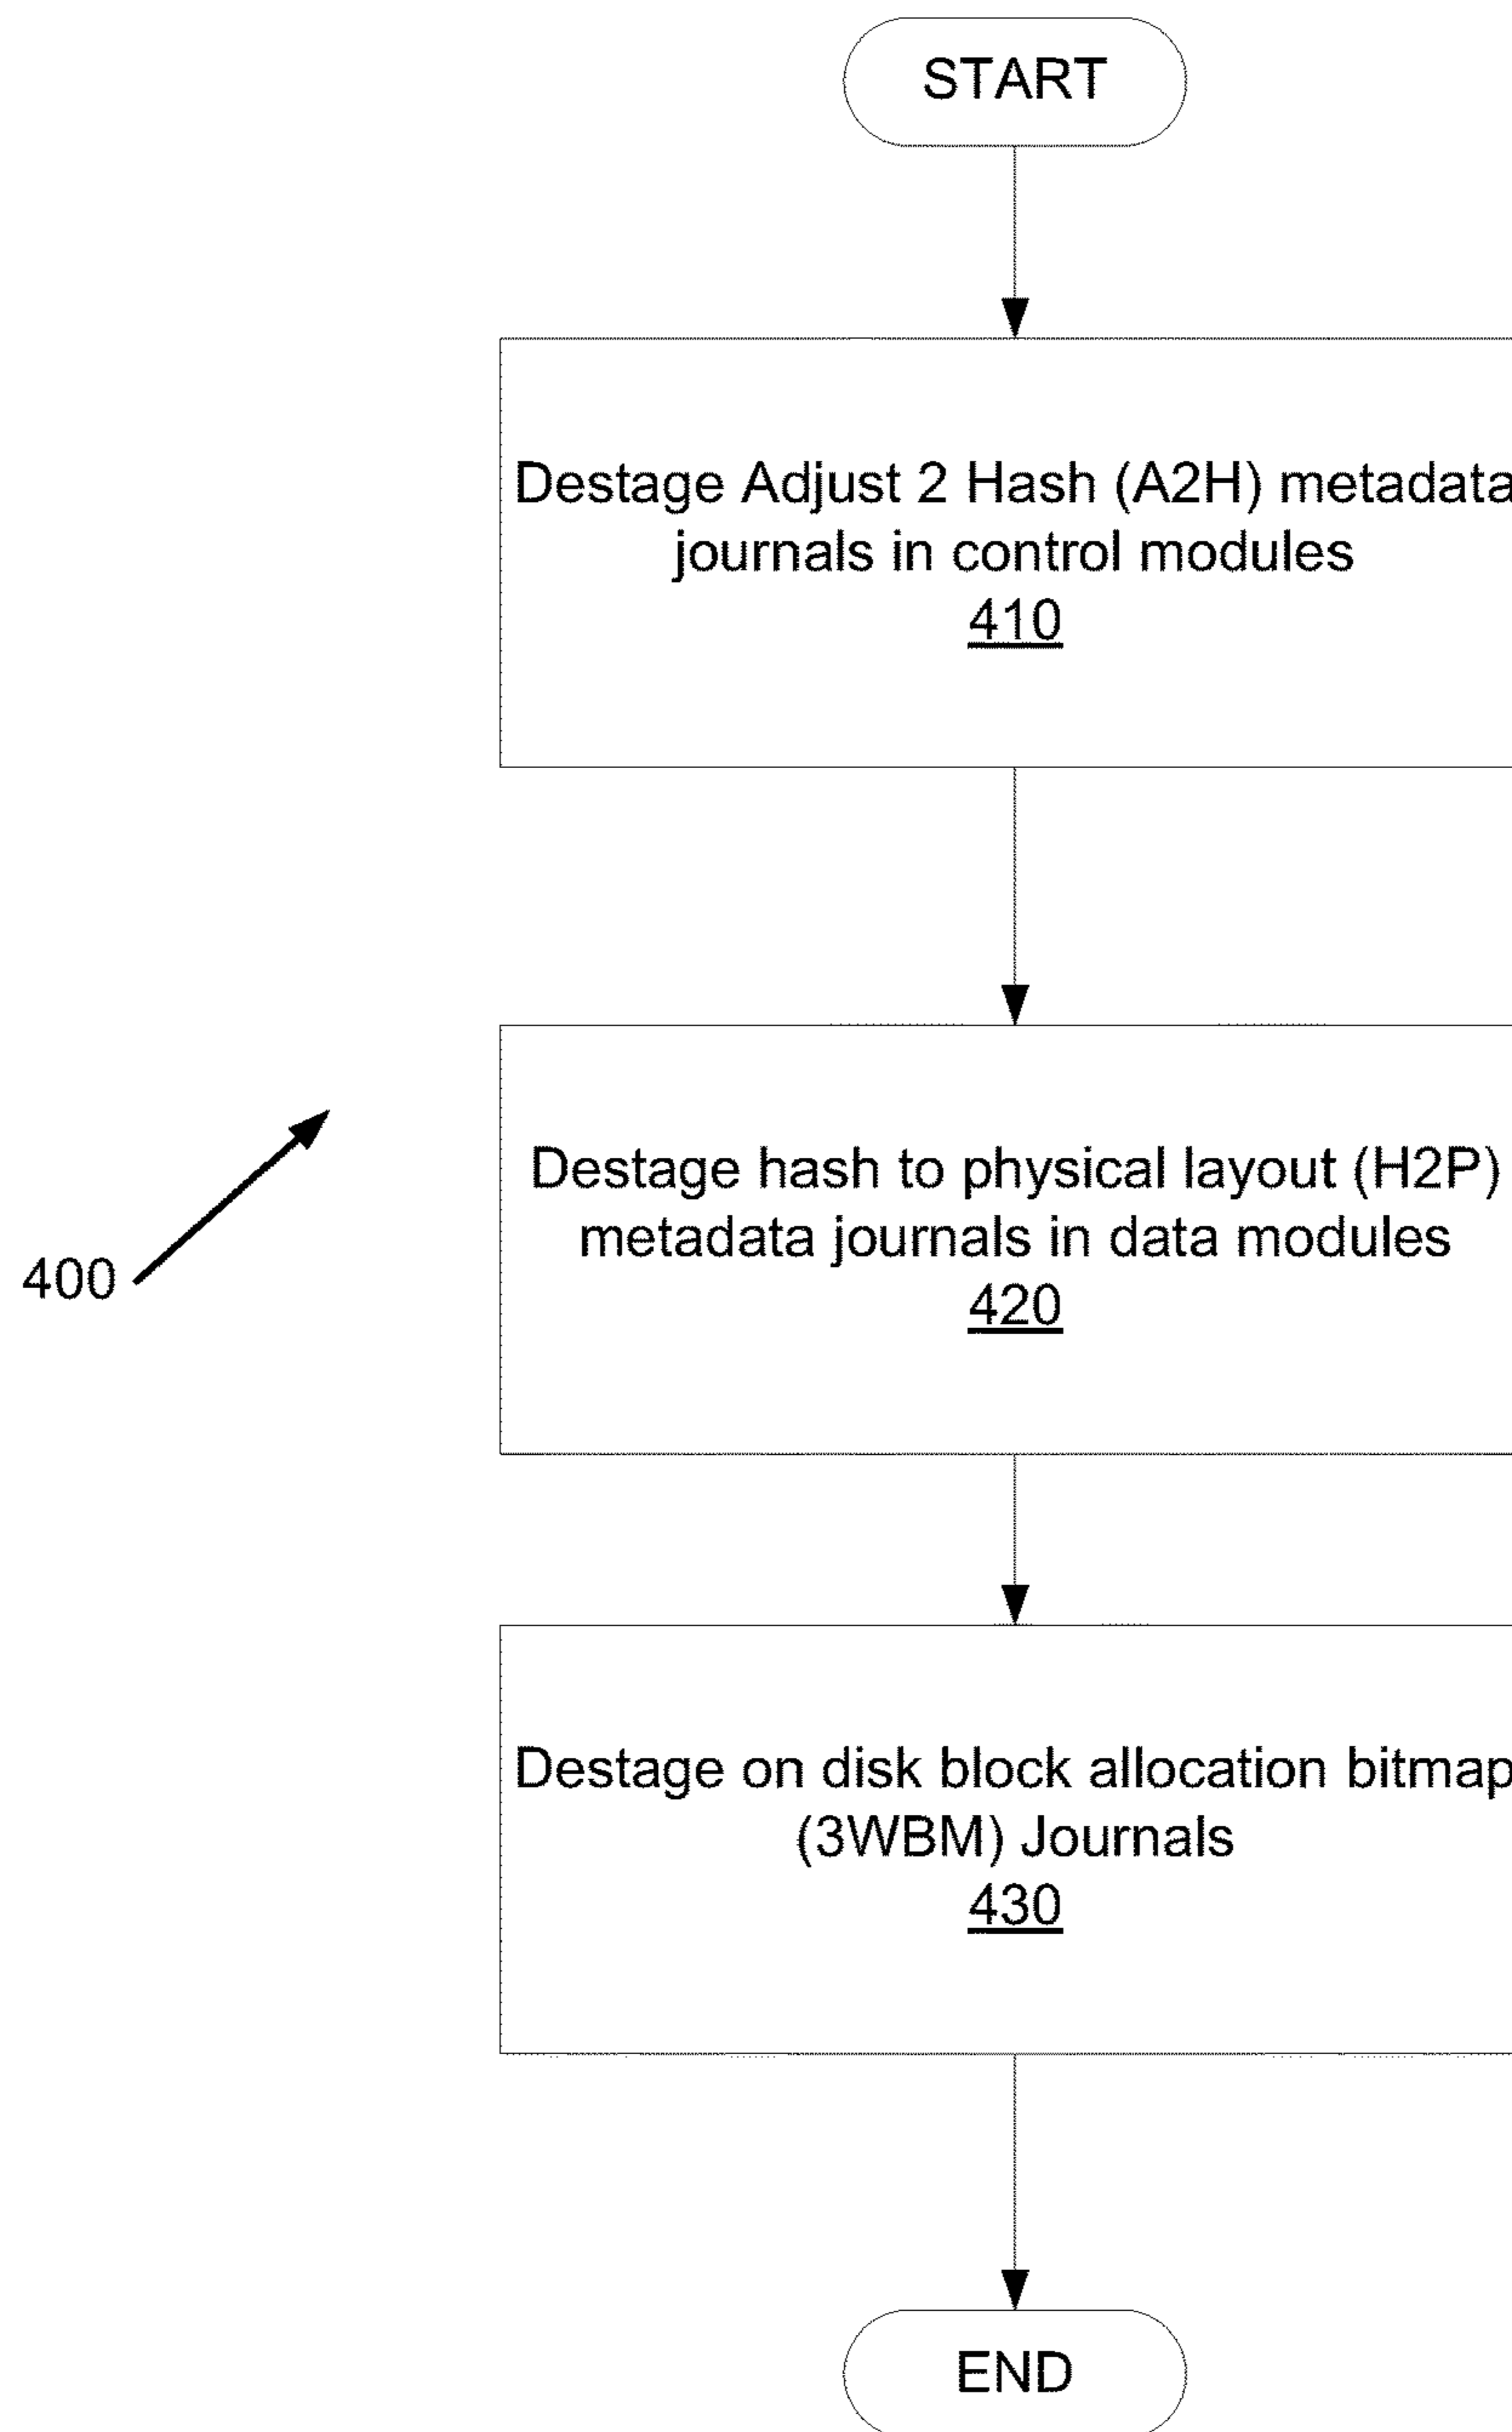 START
Destage Adjust 2 Hash (A2H) metadata
journals in control modules
410
Destage hash to physical layout (H2P)
metadata journals in data modules
420
400
Destage on disk block allocation bitmap
(3WBM) Journals
430
END